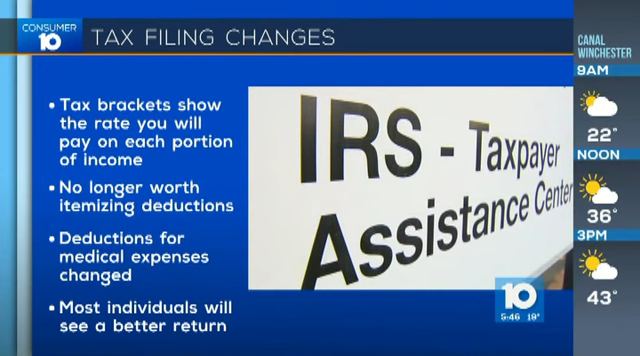 CONSUMER
10
TAX FILING CHANGES
• Tax brackets show
the rate you will
pay on each portion
of income
• No longer worth
itemizing deductions
• Deductions for
medical expenses
changed
• Most individuals will
see a better return
IRS - Taxpayer
Assistance Center
10
5:46 19°
CANAL
WINCHESTER
9AM
22°
NOON
36°
3PM
43°